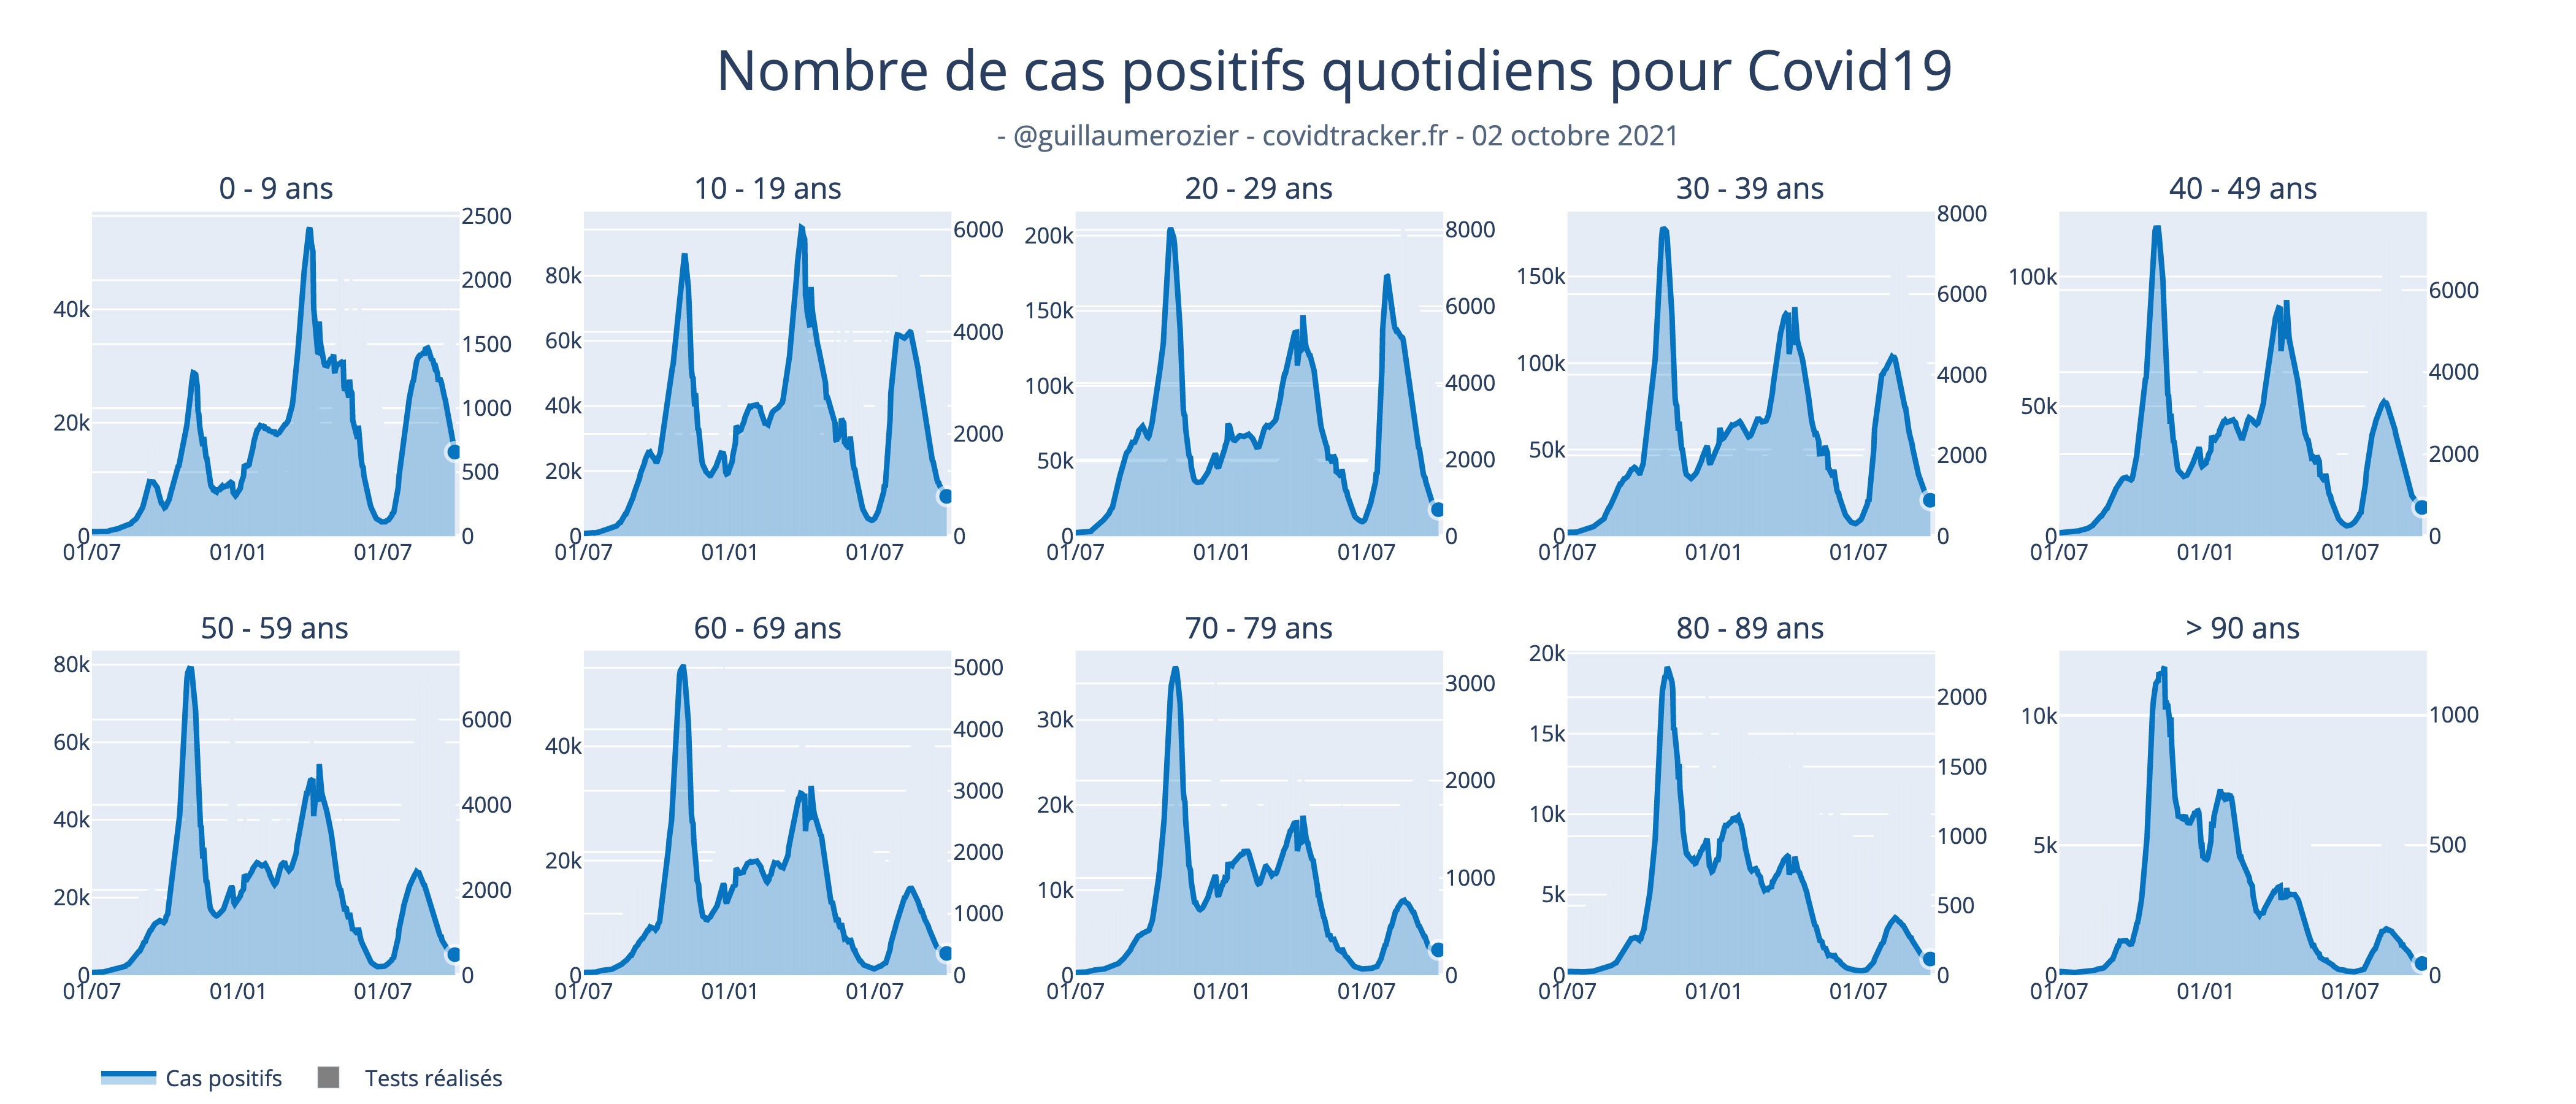 Nombre de cas positifs quotidiens pour Covid19
- @guillaumerozier - covidtracker.fr - 02 octobre 2021
0 - 9 ans
40k
20k
0
2500
2000
1500
1000
500
0
01/07 01/01 01/07
10 - 19 ans
80k
60k
40k
20k
0
6000
4000
2000
0
01/07 01/01 01/07
20 - 29 ans
200k
150k
100k
50k
0
8000
6000
4000
2000
0
01/07 01/01 01/07
30 - 39 ans
150k
100k
50k
0
8000
6000
4000
2000
0
01/07 01/01 01/07
40 - 49 ans
100k
50k
0
6000
4000
2000
0
01/07 01/01 01/07
50 - 59 ans
80k
60k
40k
20k
0
6000
4000
2000
0
01/07 01/01 01/07
60 - 69 ans
40k
20k
0
5000
4000
3000
2000
1000
0
01/07 01/01 01/07
70 - 79 ans
30k
20k
10k
0
3000
2000
1000
0
01/07 01/01 01/07
80 - 89 ans
20k
15k
10k
5k
0
2000
1500
1000
500
0
01/07 01/01 01/07
> 90 ans
10k
5k
0
1000
500
0
01/07 01/01 01/07
Cas positifs Tests réalisés